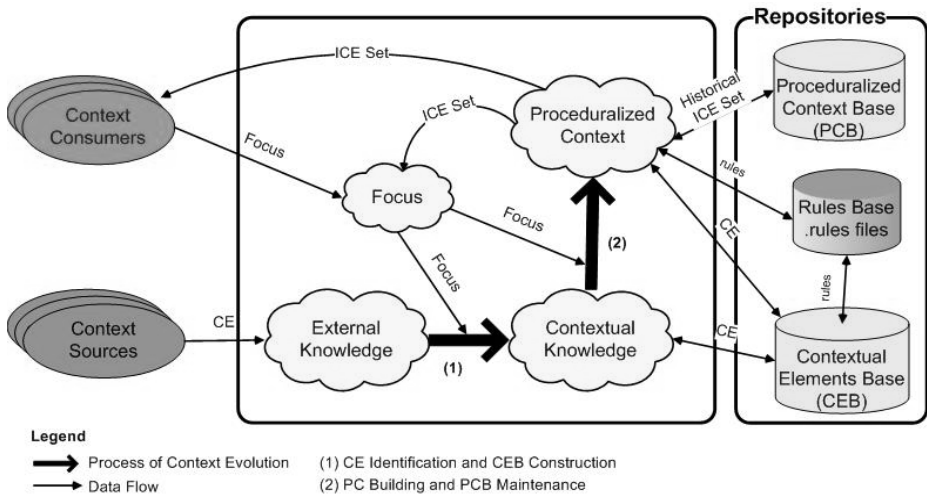 Repositories
ICE Set
Context
Consumers
ICE Set
Proceduralized
Context
Historical
ICE Set
Proceduralized
Context Base
(PCB)
Focus
Focus
Focus
Focus
(2)
rules
CE
Rules Base
.rules files
rules
Context
Sources
CE
External
Knowledge
(1)
Contextual
Knowledge
CE
Contextual
Elements Base
(CEB)
Legend
Process of Context Evolution
(1) CE Identification and CEB Construction
Data Flow
(2) PC Building and PCB Maintenance